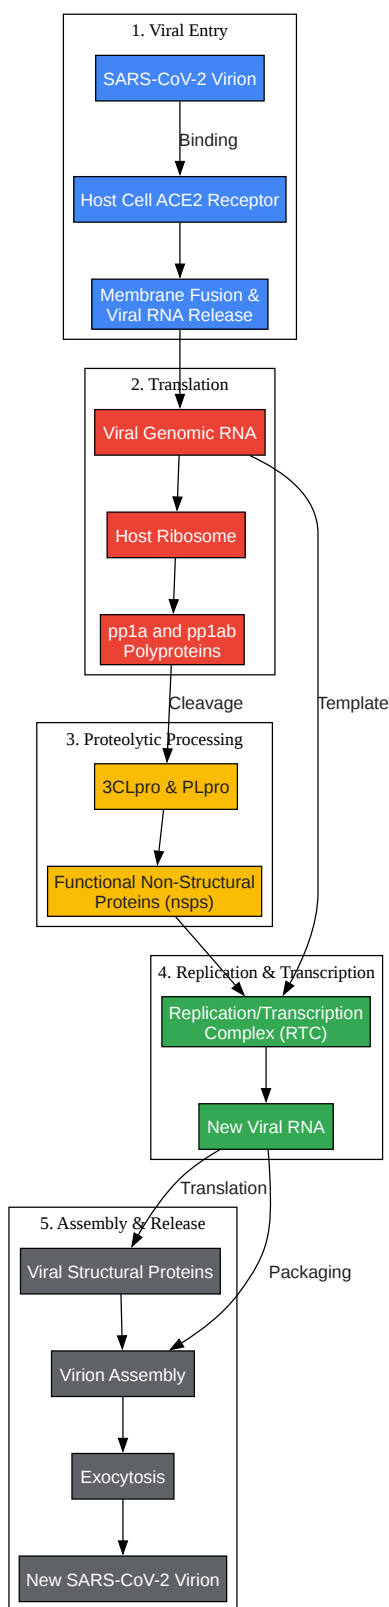 1. Viral Entry
SARS-CoV-2 Virion
Binding
Host Cell ACE2 Receptor
Membrane Fusion &
Viral RNA Release
2. Translation
Viral Genomic RNA
Host Ribosome
pp1a and pp1ab
Polyproteins
Cleavage
Template
3. Proteolytic Processing
3CLpro & PLpro
Functional Non-Structural
Proteins (nsps)
4. Replication & Transcription
Replication/Transcription
Complex (RTC)
New Viral RNA
Translation
5. Assembly & Release
Viral Structural Proteins
Packaging
Virion Assembly
Exocytosis
New SARS-CoV-2 Virion